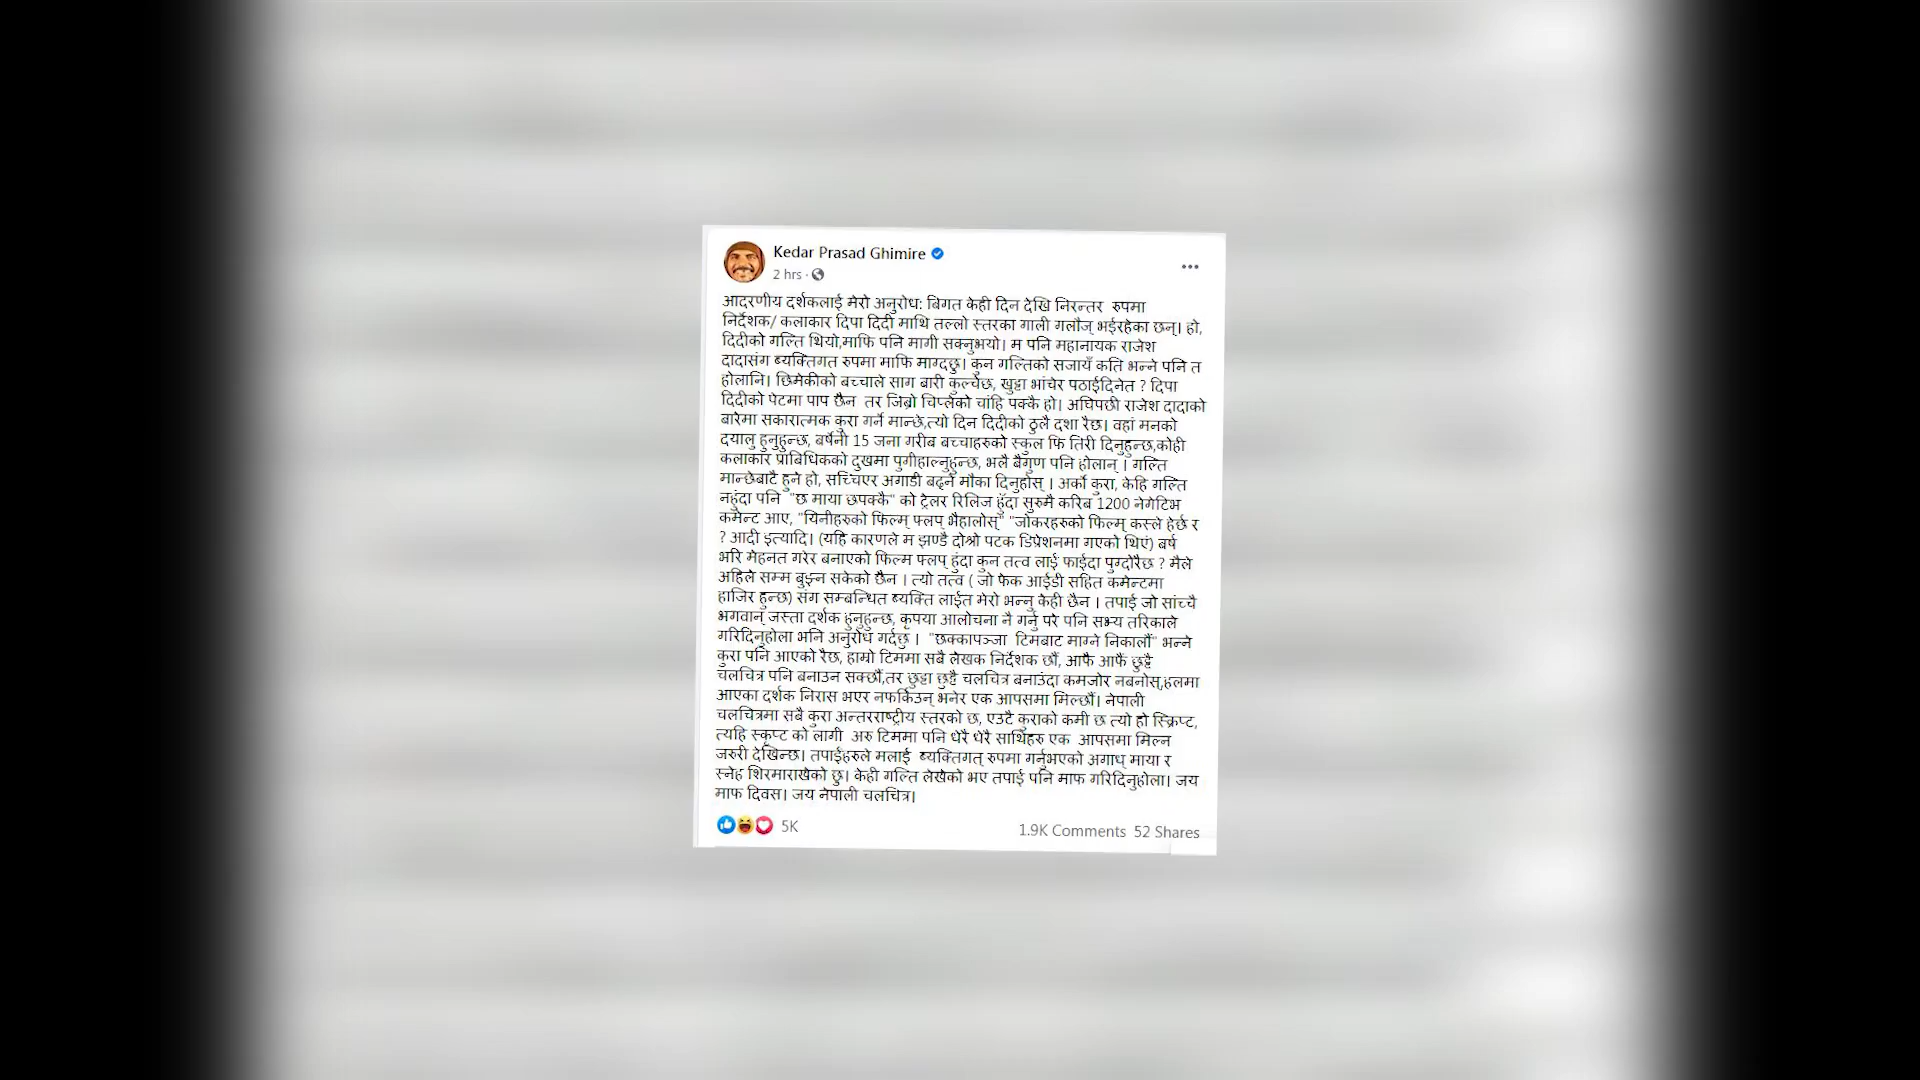 Kedar Prasad Ghimire
2 hrs ·
आदरणीय दर्शकलाई मेरो अनुरोध: बिगत केही दिन देखि निरन्तर रुपमा
निर्देशक/ कलाकार दिपा दिदी माथि तल्लो स्तरका गाली गलौज् भईरहेका छन्। हो,
दिदीको गल्ति थियो,माफि पनि मागी सक्नुभयो। म पनि महानायक राजेश
दादासंग ब्यक्तिगत रुपमा माफि माग्दछु। कुन गल्तिको सजायँ कति भन्ने पनि त
होलानि। छिमेकीको बच्चाले साग बारी कुल्चेछ, खुट्टा भांचेर पठाईदिनेत ? दिपा
दिदीको पेटमा पाप छैन तर जिब्रो चिप्लेको चांहि पक्कै हो। अघिपछी राजेश दादाको
बारेमा सकारात्मक कुरा गर्ने मान्छे,त्यो दिन दिदीको ठुलै दशा रैछ। वहां मनको
दयालु हुनुहुन्छ, बर्षेनी 15 जना गरीब बच्चाहरुको स्कुल फि तिरी दिनुहुन्छ,कोही
कलाकार प्राबिधिकको दुखमा पुगीहाल्नुहुन्छ, भलै बैगुण पनि होलान् । गल्ति
मान्छेबाटै हुने हो, सच्चिएर अगाडी बढ्ने मौका दिनुहोस् । अर्को कुरा, केहि गल्ति
नहुंदा पनि "छ माया छपक्कै" को ट्रेलर रिलिज हुँदा सुरुमै करिब 1200 नेगेटिभ
कमेन्ट आए, "यिनीहरुको फिल्म् फ्लप् भैहालोस्" "जोकरहरुको फिल्म् कस्ले हेर्छ र
? आदी इत्यादि। (यहि कारणले म झण्डै दोश्रो पटक डिप्रेशनमा गएको थिएं) बर्ष
भरि मेहनत गरेर बनाएको फिल्म फ्लप् हुंदा कुन तत्व लाई फाईदा पुग्दोरैछ ? मैले
अहिले सम्म बुझ्न सकेको छैन । त्यो तत्व ( जो फेक आईडी सहित कमेन्टमा
हाजिर हुन्छ) संग सम्बन्धित ब्यक्ति लाईत मेरो भन्नु केही छैन । तपाई जो सांच्चै
भगवान् जस्ता दर्शक हुनुहुन्छ, कृपया आलोचना नै गर्नु परे पनि सभ्य तरिकाले
गरिदिनुहोला भनि अनुरोध गर्दछु । "छक्कापञ्जा टिमबाट माग्ने निकालौं" भन्ने
कुरा पनि आएको रैछ, हाम्रो टिममा सबै लेखक निर्देशक छौं, आफै आफैं छुट्टै
चलचित्र पनि बनाउन सक्छौं,तर छुट्टा छुट्टै चलचित्र बनाउंदा कमजोर नबनोस्,हलमा
आएका दर्शक निरास भएर नफर्किउन् भनेर एक आपसमा मिल्छौं। नेपाली
चलचित्रमा सबै कुरा अन्तरराष्ट्रीय स्तरको छ, एउटै कुराको कमी छ त्यो हो स्क्रिप्ट,
त्यहि स्कृप्ट को लागी अरु टिममा पनि धेरै धेरै साथिहरु एक आपसमा मिल्न
जरुरी देखिन्छ। तपाईहरुले मलाई ब्यक्तिगत् रुपमा गर्नुभएको अगाध् माया र
स्नेह शिरमाराखेको छु। केही गल्ति लेखेको भए तपाई पनि माफ गरिदिनुहोला। जय
माफ दिवस। जय नेपाली चलचित्र।
5K
1.9K Comments 52 Shares